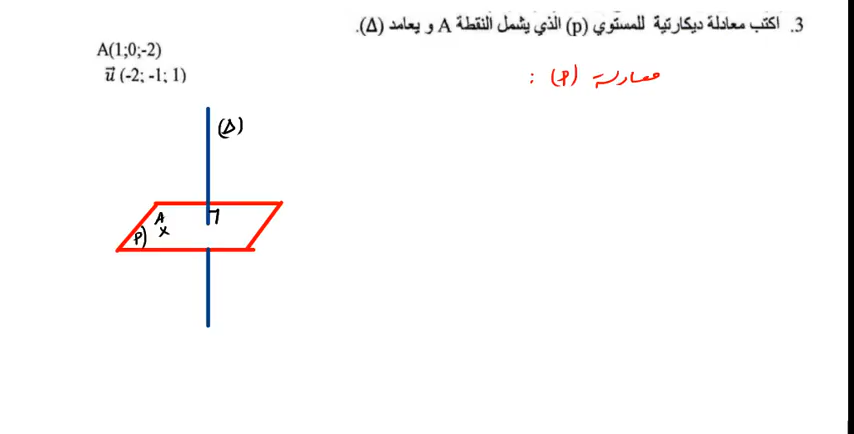 3. اكتب معادلة ديكارتية للمستوي (p) الذي يشمل النقطة A و يعامد (Δ).
A(1;0;-2)
u⃗ (-2; -1; 1)
معادلة (P) :
(Δ)
A
P)